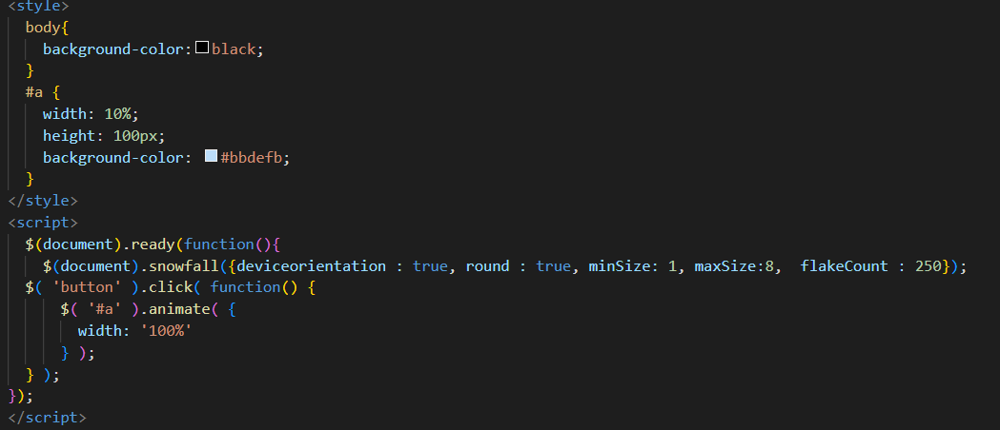 <style>
body{
background-color:black;
}
#a {
width: 10%;
height: 100px;
background-color: #bbdefb;
}
</style>
<script>
$(document).ready(function(){
$(document).snowfall({deviceorientation : true, round : true, minSize: 1, maxSize:8,  flakeCount : 250});
$( 'button' ).click( function() {
$( '#a' ).animate( {
width: '100%'
} );
} );
});
</script>